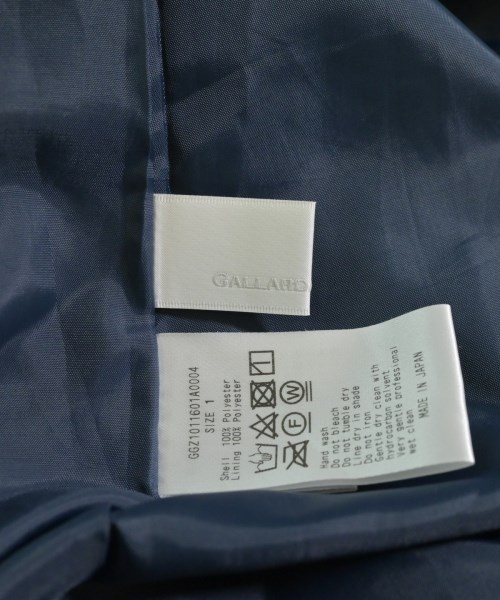 GALLARD
GGZ1011601A0004
SIZE 1
Shell 100% Polyester
Lining 100% Polyester
Hand wash
Do not bleach
Do not tumble dry
Line dry in shade
Do not iron
Gentle dry clean with
hydrocarbon solvent
Very gentle professional
wet clean
MADE IN JAPAN